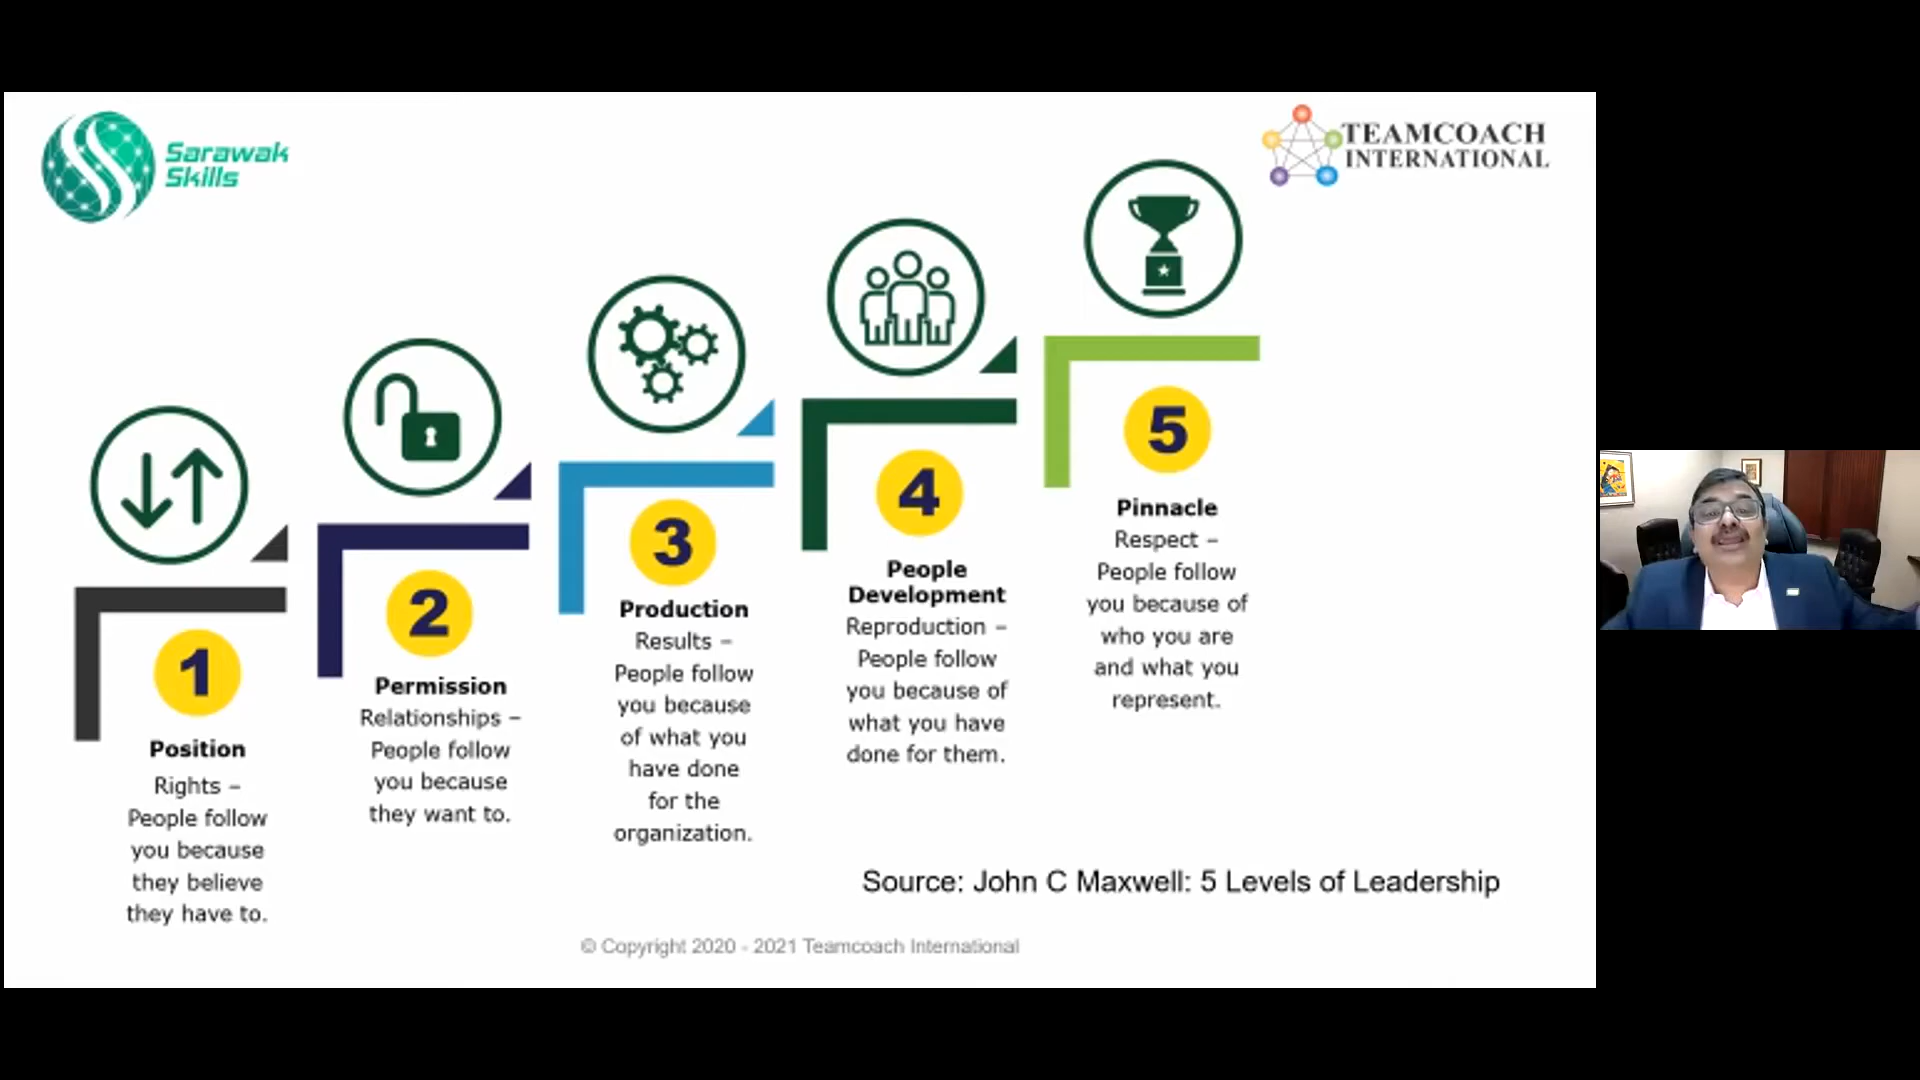 Sarawak
Skills
TEAMCOACH
INTERNATIONAL
1
Position
Rights –
People follow
you because
they believe
they have to.
2
Permission
Relationships –
People follow
you because
they want to.
3
Production
Results –
People follow
you because
of what you
have done
for the
organization.
4
People
Development
Reproduction –
People follow
you because of
what you have
done for them.
5
Pinnacle
Respect –
People follow
you because of
who you are
and what you
represent.
Source: John C Maxwell: 5 Levels of Leadership
© Copyright 2020 - 2021 Teamcoach International